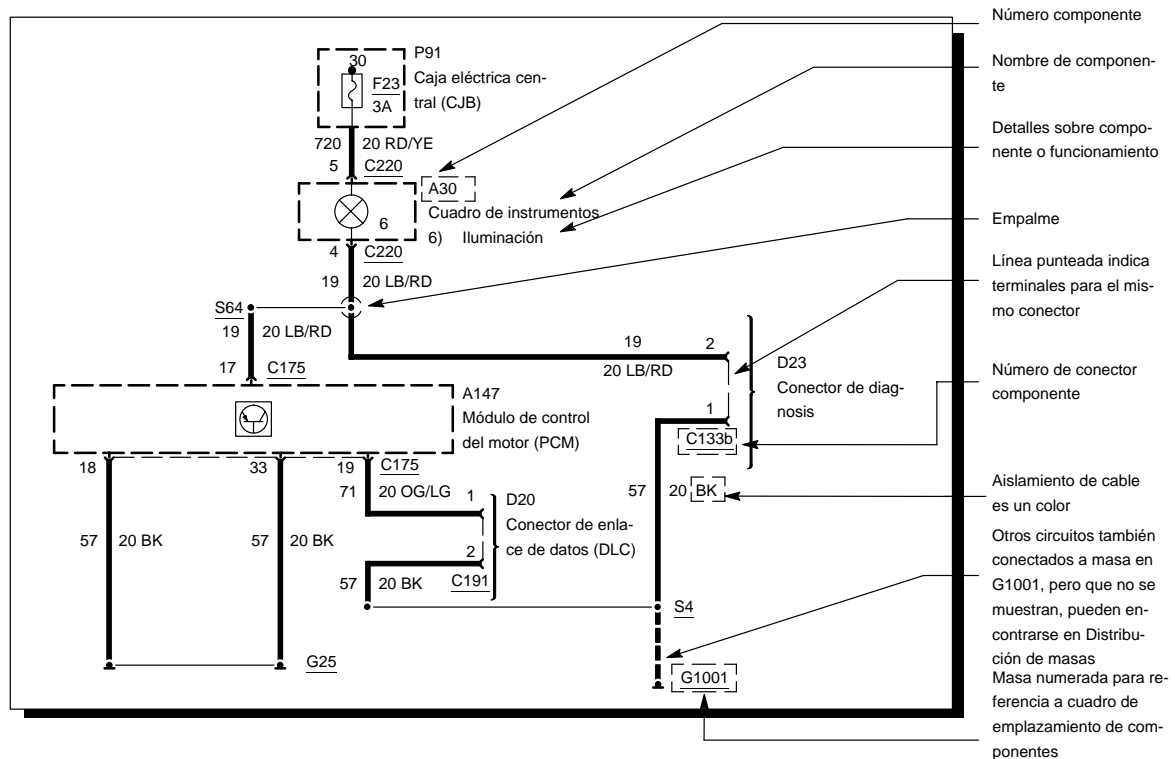 Número componente
Nombre de componen-
te
Detalles sobre compo-
nente o funcionamiento
Empalme
Línea punteada indica
terminales para el mis-
mo conector
Número de conector
componente
Aislamiento de cable
es un color
Otros circuitos también
conectados a masa en
G1001, pero que no se
muestran, pueden en-
contrarse en Distribu-
ción de masas
Masa numerada para re-
ferencia a cuadro de
emplazamiento de com-
ponentes
30
F23
3A
P91
Caja eléctrica cen-
tral (CJB)
720 20 RD/YE
5 C220
A30
Cuadro de instrumentos
6
6) Iluminación
4 C220
19 20 LB/RD
S64
19 20 LB/RD
17 C175
19 2
20 LB/RD
D23
Conector de diag-
nosis
1
C133b
A147
Módulo de control
del motor (PCM)
18 33 19 C175
71 20 OG/LG 1
D20
Conector de enla-
ce de datos (DLC)
2
57 20 BK C191
57 20 BK
57 20 BK
57 20 BK
S4
G25
G1001